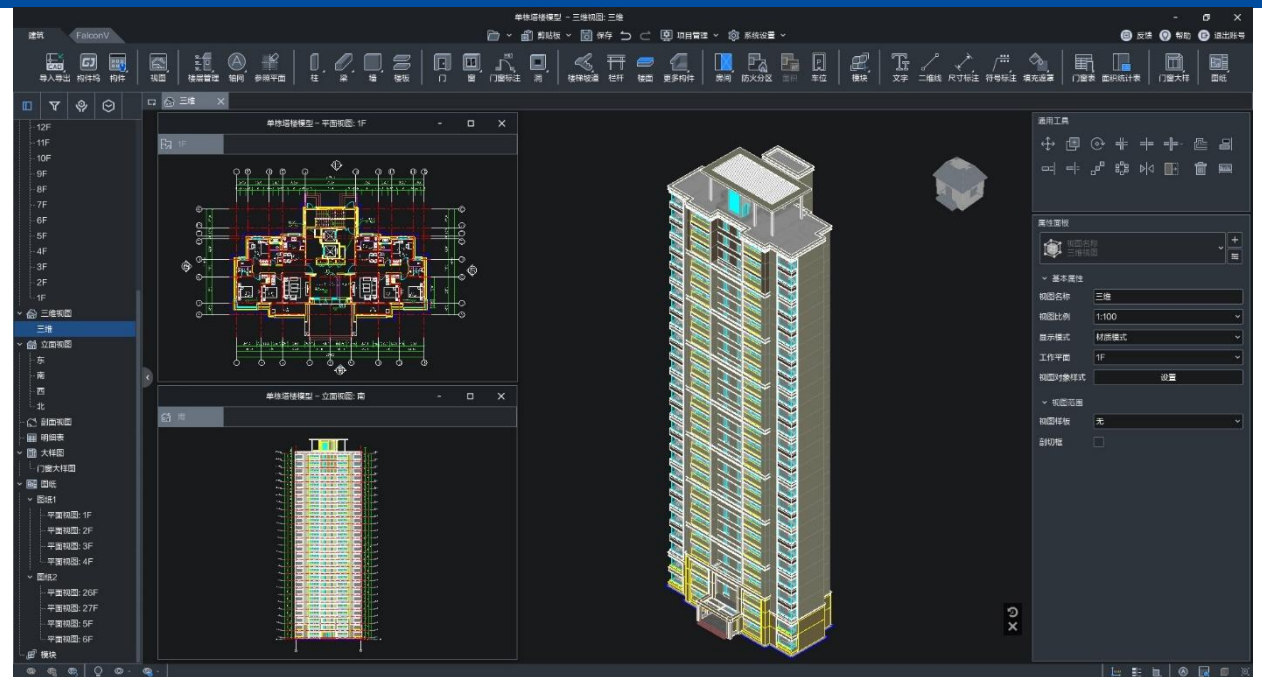 单栋塔楼模型 - 三维视图: 三维
建筑 FalconV 剪贴板 保存 项目管理 系统设置 反馈 帮助 退出账号
导入导出 构件坞 构件 视图 楼层管理 轴网 参照平面 柱 梁 墙 楼板 门 窗 门窗标注 洞 楼梯坡道 栏杆 楼面 更多构件 房间 防火分区 面积 车位 模块 文字 二维线 尺寸标注 符号标注 填充遮罩 门窗表 面积统计表 门窗大样 图纸
三维
12F
11F
10F
9F
8F
7F
6F
5F
4F
3F
2F
1F
三维视图
三维
立面视图
东
南
西
北
剖面视图
明细表
大样图
门窗大样图
图纸
图纸1
平面视图: 1F
平面视图: 2F
平面视图: 3F
平面视图: 4F
图纸2
平面视图: 26F
平面视图: 27F
平面视图: 5F
平面视图: 6F
模块
单栋塔楼模型 - 平面视图: 1F
1F
单栋塔楼模型 - 立面视图: 南
南
通用工具
属性面板
视图名称
三维视图
基本属性
视图名称 三维
视图比例 1:100
显示模式 材质模式
工作平面 1F
视图对象样式 设置
视图范围
视图样板 无
剖切框